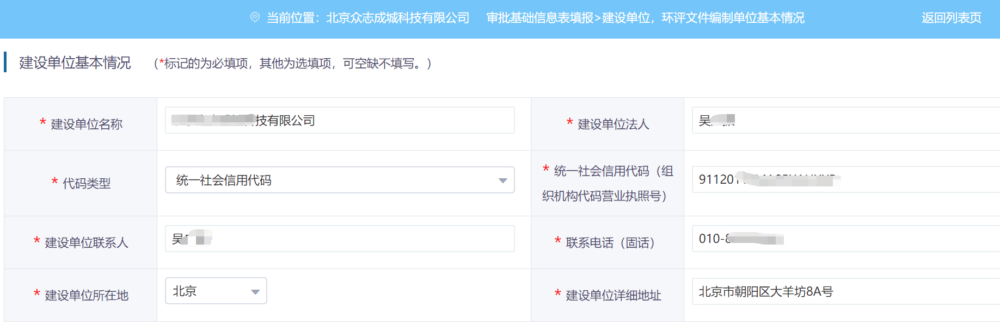 当前位置：北京众志成城科技有限公司 审批基础信息表填报>建设单位，环评文件编制单位基本情况 返回列表页
建设单位基本情况 （*标记的为必填项，其他为选填项，可空缺不填写。）
* 建设单位名称 技有限公司 * 建设单位法人 吴
* 代码类型 统一社会信用代码 * 统一社会信用代码（组
织机构代码营业执照号） 91120
* 建设单位联系人 吴 * 联系电话（固话） 010-8
* 建设单位所在地 北京 * 建设单位详细地址 北京市朝阳区大羊坊8A号